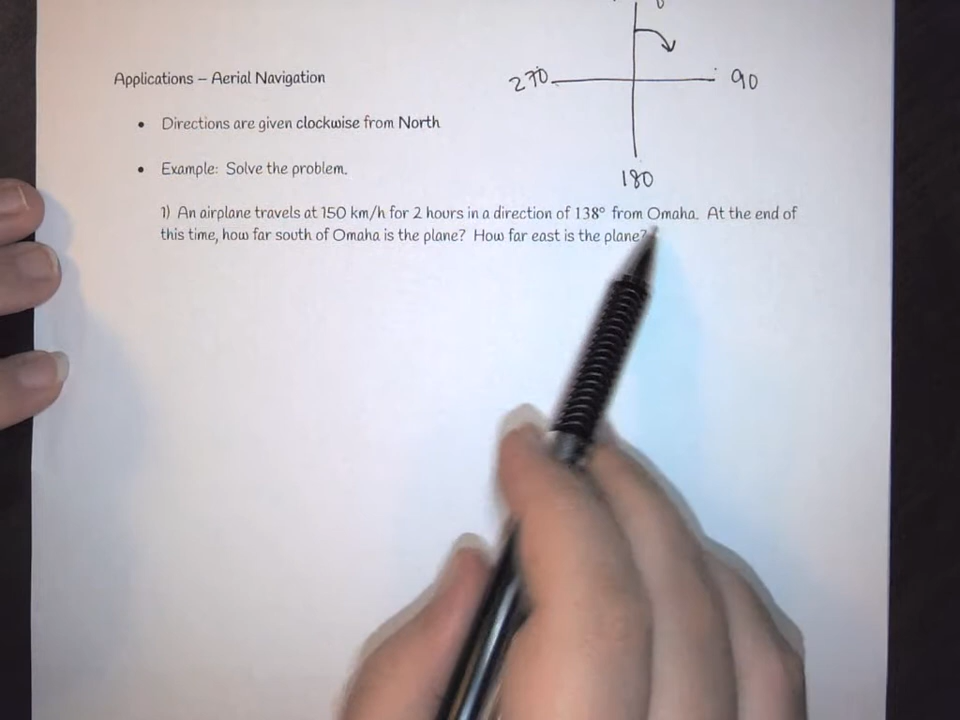 Applications – Aerial Navigation
270
90
• Directions are given clockwise from North
• Example: Solve the problem.
180
1) An airplane travels at 150 km/h for 2 hours in a direction of 138° from Omaha. At the end of
this time, how far south of Omaha is the plane? How far east is the plane?